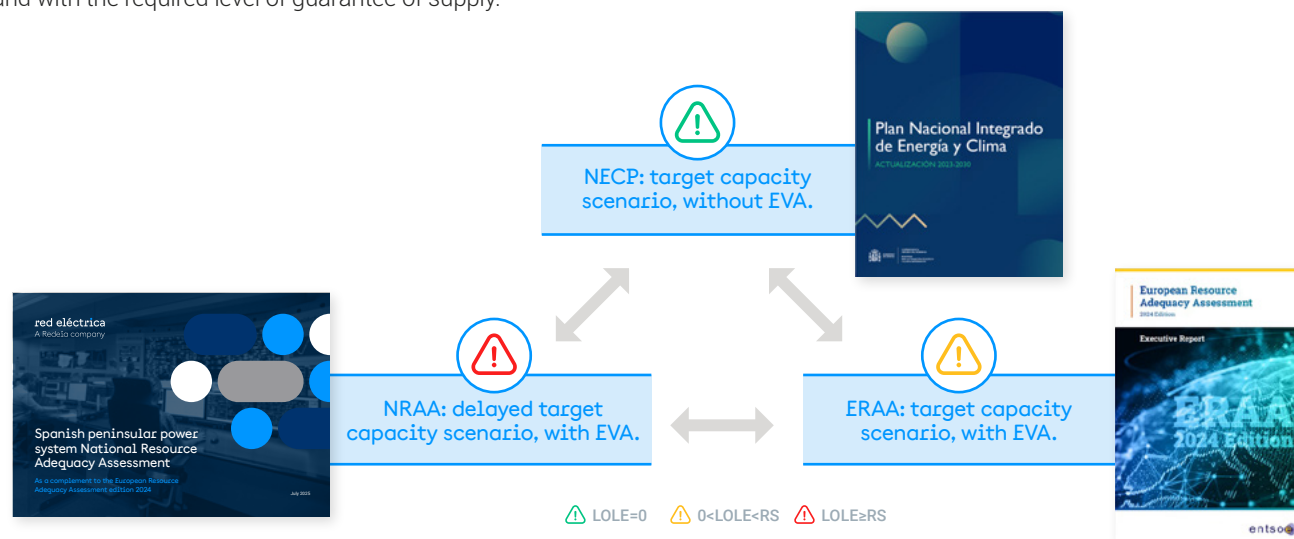 and with the required level of guarantee of supply.
Plan Nacional Integrado
de Energía y Clima
ACTUALIZACIÓN 2023-2030
NECP: target capacity
scenario, without EVA.
red eléctrica
A Redeia company
Spanish peninsular power
system National Resource
Adequacy Assessment
As a complement to the European Resource
Adequacy Assessment edition 2024
July 2025
NRAA: delayed target
capacity scenario, with EVA.
ERAA: target capacity
scenario, with EVA.
European Resource
Adequacy Assessment
2024 Edition
Executive Report
ERAA
2024 Edition
entso
LOLE=0 0<LOLE<RS LOLE≥RS